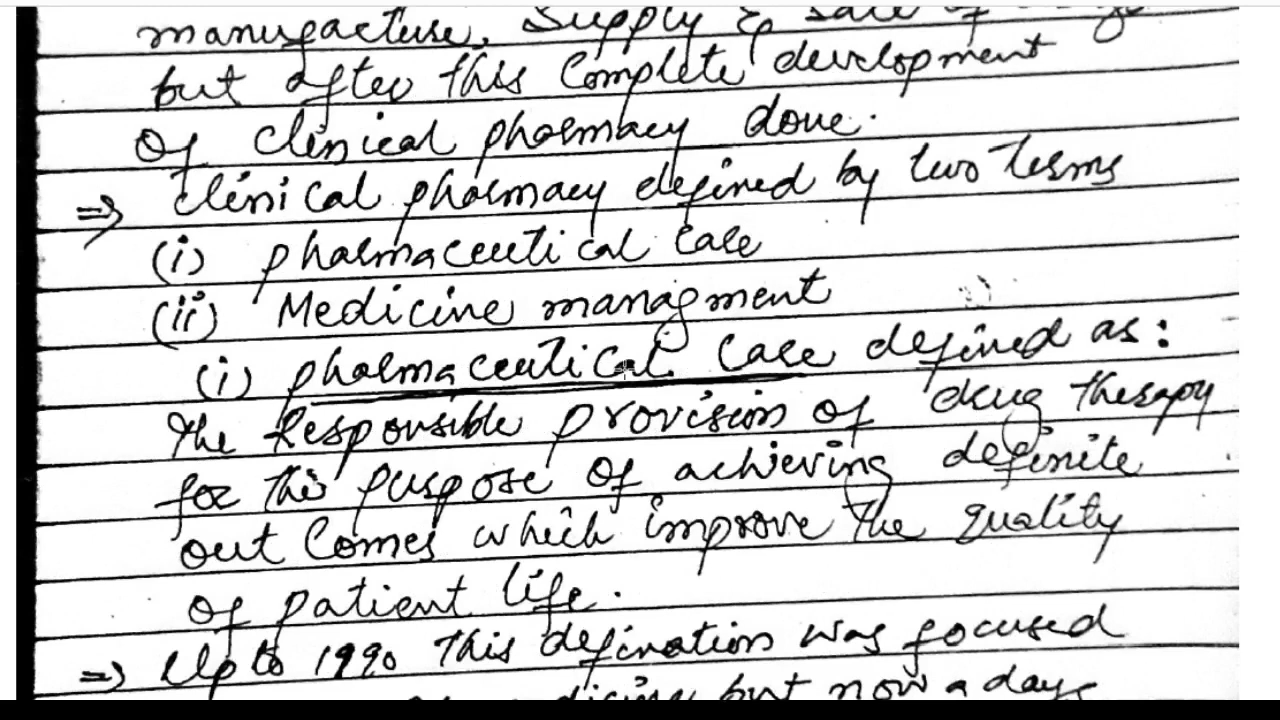 manufacture. Supply & sale of drugs
but after this Complete development
of clinical pharmacy done.
=> clinical pharmacy defined by two terms
(i) pharmaceutical care
(ii) Medicine managment
(i) pharmaceutical care defined as:
the Responsible provision of drug therapy
for the purpose of achieving definite
out comes which improve the quality
of patient life.
=> Up to 1990 this defination was focused
medicine but now a days